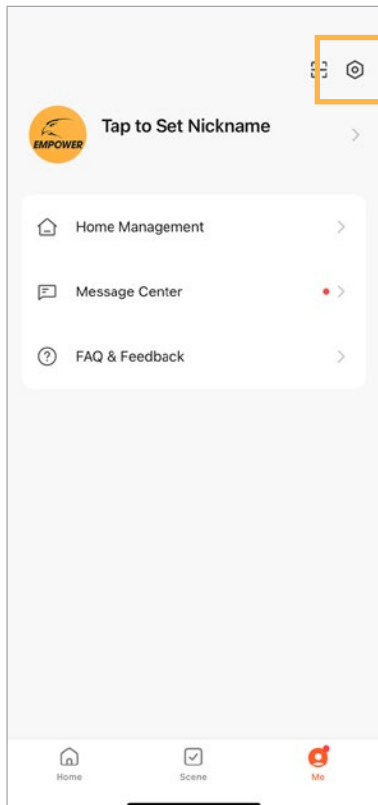 EMPOWER
Tap to Set Nickname
Home Management
Message Center
FAQ & Feedback
Home
Scene
Me